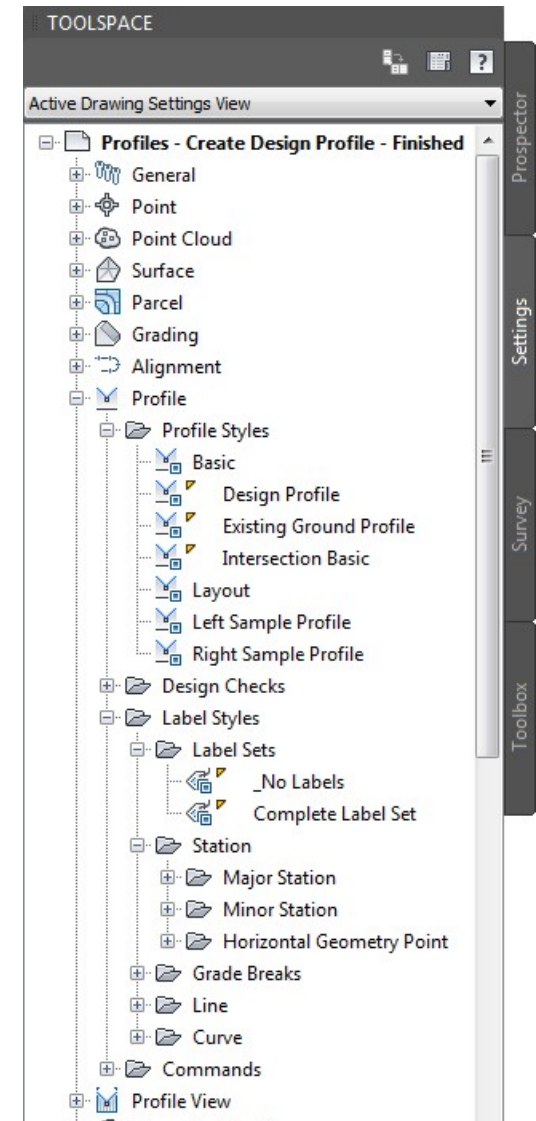 TOOLSPACE
?
Active Drawing Settings View
Profiles - Create Design Profile - Finished
General
Point
Point Cloud
Surface
Parcel
Grading
Alignment
Profile
Profile Styles
Basic
Design Profile
Existing Ground Profile
Intersection Basic
Layout
Left Sample Profile
Right Sample Profile
Design Checks
Label Styles
Label Sets
_No Labels
Complete Label Set
Station
Major Station
Minor Station
Horizontal Geometry Point
Grade Breaks
Line
Curve
Commands
Profile View
Prospector
Settings
Survey
Toolbox